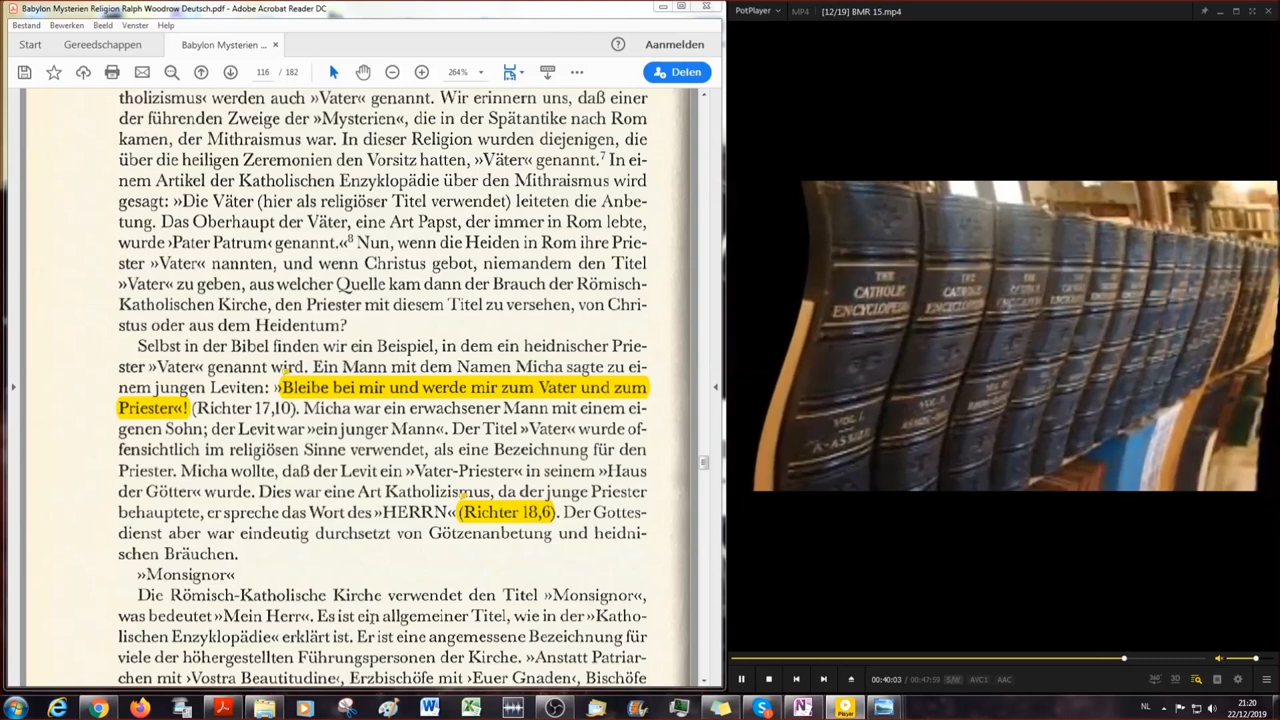 Babylon Mysterien Religion Ralph Woodrow Deutsch.pdf - Adobe Acrobat Reader DC
Bestand Bewerken Beeld Venster Help
Start Gereedschappen Babylon Mysterien ... × Aanmelden
116 / 182 264% Delen
tholizismus‹ werden auch »Vater‹ genannt. Wir erinnern uns, daß einer
der führenden Zweige der »Mysterien«, die in der Spätantike nach Rom
kamen, der Mithraismus war. In dieser Religion wurden diejenigen, die
über die heiligen Zeremonien den Vorsitz hatten, »Väter‹ genannt.7 In ei-
nem Artikel der Katholischen Enzyklopädie über den Mithraismus wird
gesagt: »Die Väter (hier als religiöser Titel verwendet) leiteten die Anbe-
tung. Das Oberhaupt der Väter, eine Art Papst, der immer in Rom lebte,
wurde ›Pater Patrum‹ genannt.«8 Nun, wenn die Heiden in Rom ihre Prie-
ster »Vater‹ nannten, und wenn Christus gebot, niemandem den Titel
»Vater‹ zu geben, aus welcher Quelle kam dann der Brauch der Römisch-
Katholischen Kirche, den Priester mit diesem Titel zu versehen, von Chri-
stus oder aus dem Heidentum?
Selbst in der Bibel finden wir ein Beispiel, in dem ein heidnischer Prie-
ster »Vater« genannt wird. Ein Mann mit dem Namen Micha sagte zu ei-
nem jungen Leviten: »Bleibe bei mir und werde mir zum Vater und zum
Priester«! (Richter 17,10). Micha war ein erwachsener Mann mit einem ei-
genen Sohn; der Levit war »ein junger Mann«. Der Titel »Vater« wurde of-
fensichtlich im religiösen Sinne verwendet, als eine Bezeichnung für den
Priester. Micha wollte, daß der Levit ein »Vater-Priester« in seinem »Haus
der Götter« wurde. Dies war eine Art Katholizismus, da der junge Priester
behauptete, er spreche das Wort des »HERRN« (Richter 18,6). Der Gottes-
dienst aber war eindeutig durchsetzt von Götzenanbetung und heidni-
schen Bräuchen.
»Monsignor«
Die Römisch-Katholische Kirche verwendet den Titel »Monsignor«,
was bedeutet »Mein Herr«. Es ist ein allgemeiner Titel, wie in der »Katho-
lischen Enzyklopädie« erklärt ist. Er ist eine angemessene Bezeichnung für
viele der höhergestellten Führungspersonen der Kirche. »Anstatt Patriar-
chen mit ›Vostra Beautitudine‹, Erzbischöfe mit ›Euer Gnaden‹, Bischöfe
PotPlayer MP4 [12/19] BMR 15.mp4
THE CATHOLIC ENCYCLOPEDIA
THE CATHOLIC ENCYCLOPEDIA
VOL. I.
00:40:03 / 00:47:59 S/W AVC1 AAC
360° 3D
NL 21:20
22/12/2019